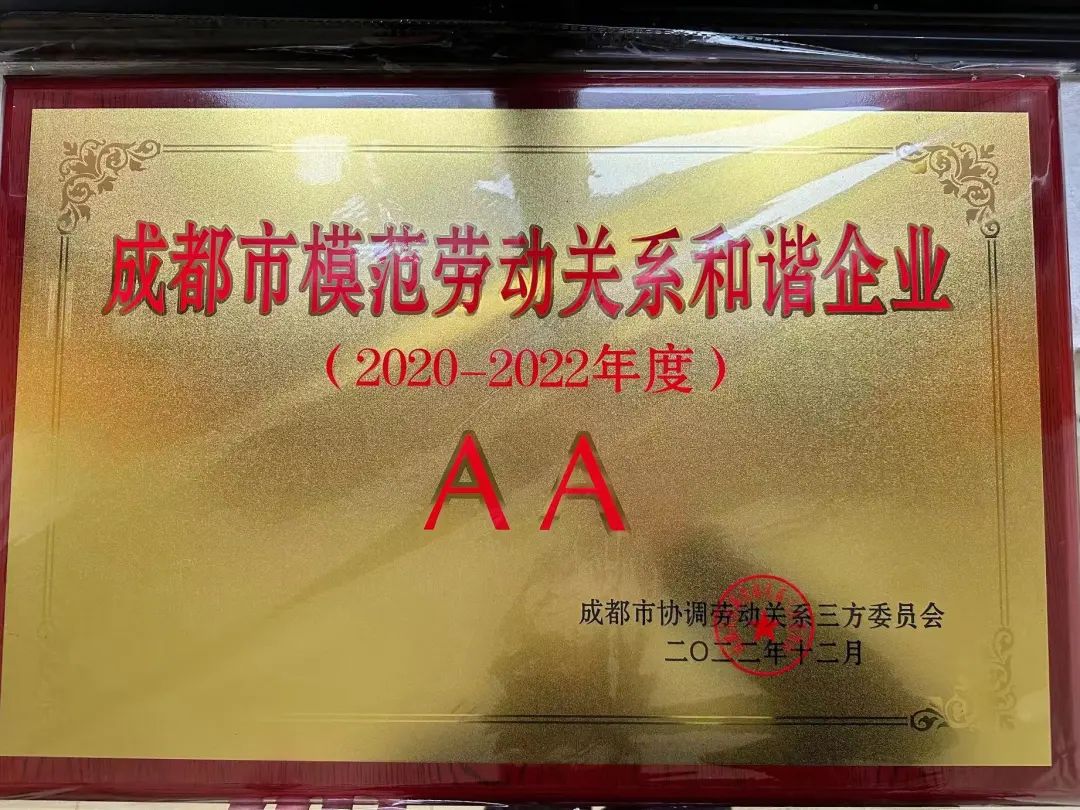 成都市模范劳动关系和谐企业
（2020-2022年度）
AA
成都市协调劳动关系三方委员会
二〇二二年十二月